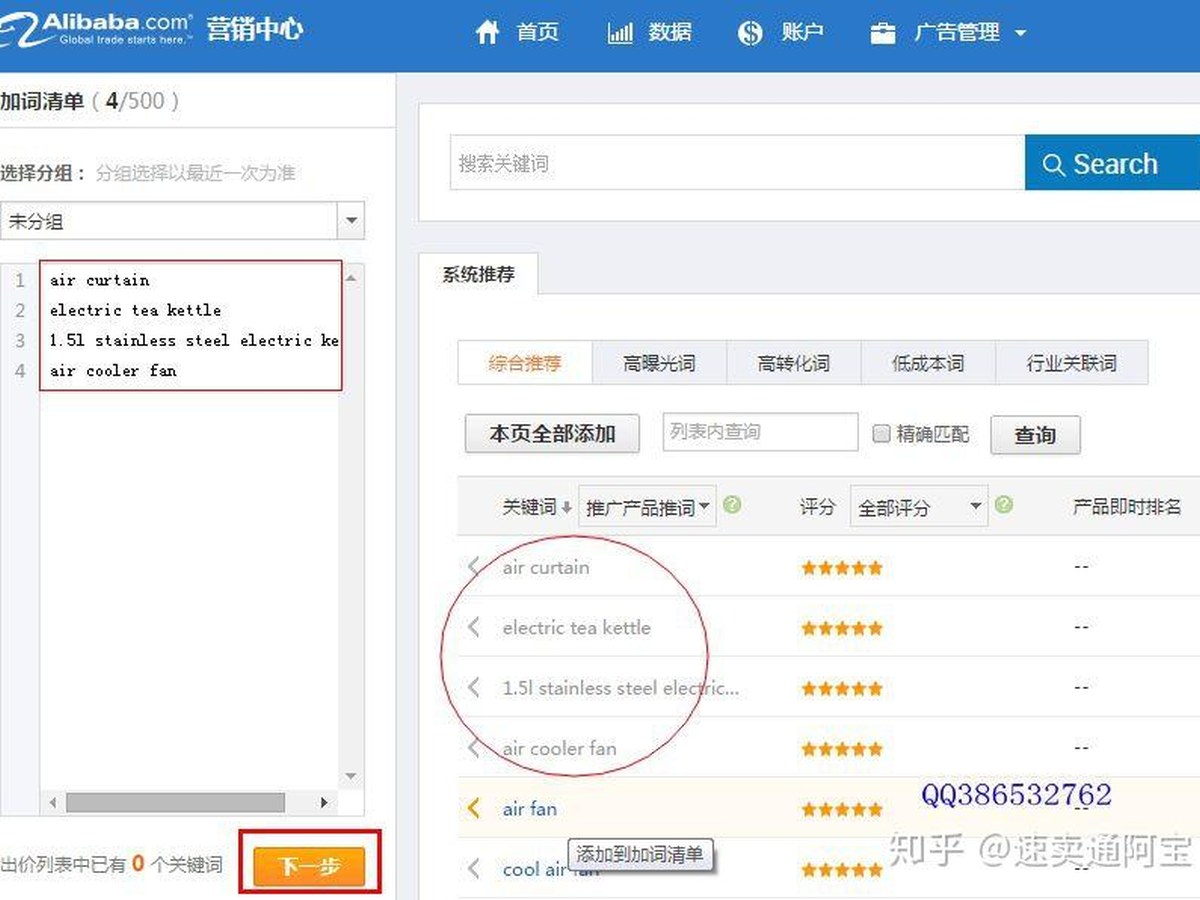 Alibaba.com
Global trade starts here.™
营销中心
首页
数据
账户
广告管理
加词清单（4/500）
选择分组：分组选择以最近一次为准
未分组
1 air curtain
2 electric tea kettle
3 1.5l stainless steel electric ke
4 air cooler fan
出价列表中已有 0 个关键词
下一步
搜索关键词
Search
系统推荐
综合推荐 高曝光词 高转化词 低成本词 行业关联词
本页全部添加 列表内查询 精确匹配 查询
关键词 推广产品推词 评分 全部评分 产品即时排名
air curtain --
electric tea kettle --
1.5l stainless steel electric... --
air cooler fan --
air fan --
QQ386532762
添加到加词清单
cool air fan --
知乎 @速卖通阿宝